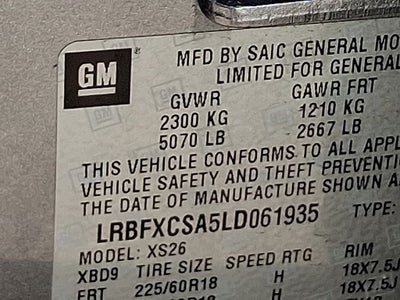 GM
MFD BY SAIC GENERAL MO
LIMITED FOR GENERAL
GVWR GAWR FRT
2300 KG 1210 KG
5070 LB 2667 LB
THIS VEHICLE CONFORMS TO ALL APPL
VEHICLE SAFETY AND THEFT PREVENTI
THE DATE OF MANUFACTURE SHOWN A
LRBFXCSA5LD061935 TYPE:
MODEL: XS26
XBD9 TIRE SIZE SPEED RTG RIM
FRT 225/60R18 H 18X7.5J
H 18X7.5J